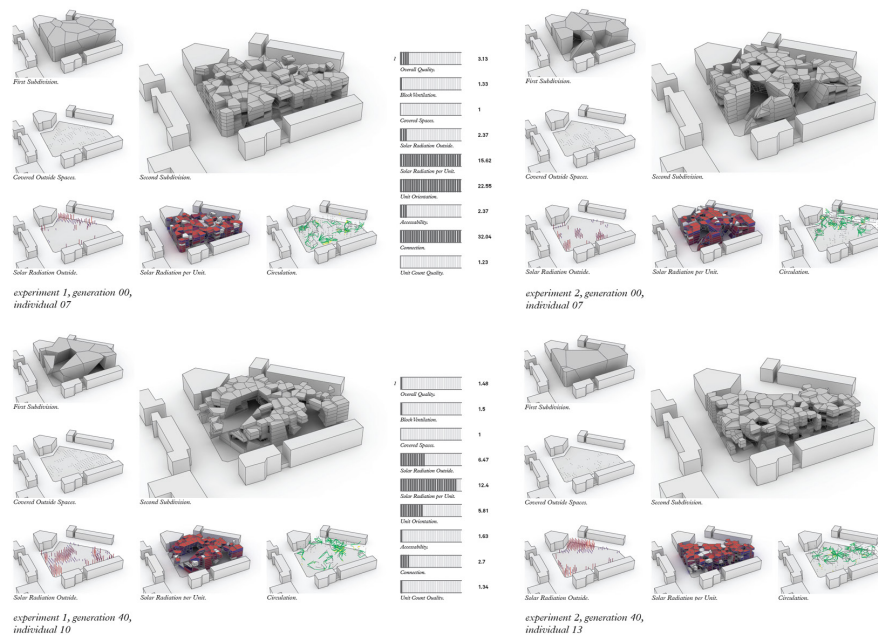 First Subdivision.
Covered Outside Spaces.
Second Subdivision.
Solar Radiation Outside.
Solar Radiation per Unit.
Circulation.
experiment 1, generation 00,
individual 07
1
3.13
Overall Quality.
1.33
Block Ventilation.
1
Covered Spaces.
2.37
Solar Radiation Outside.
15.62
Solar Radiation per Unit.
22.55
Unit Orientation.
2.37
Accessability.
32.04
Connection.
1.23
Unit Count Quality.
First Subdivision.
Covered Outside Spaces.
Second Subdivision.
Solar Radiation Outside.
Solar Radiation per Unit.
Circulation.
experiment 2, generation 00,
individual 07
First Subdivision.
Covered Outside Spaces.
Second Subdivision.
Solar Radiation Outside.
Solar Radiation per Unit.
Circulation.
experiment 1, generation 40,
individual 10
1
1.48
Overall Quality.
1.5
Block Ventilation.
1
Covered Spaces.
6.47
Solar Radiation Outside.
12.4
Solar Radiation per Unit.
5.81
Unit Orientation.
1.63
Accessability.
2.7
Connection.
1.34
Unit Count Quality.
First Subdivision.
Covered Outside Spaces.
Second Subdivision.
Solar Radiation Outside.
Solar Radiation per Unit.
Circulation.
experiment 2, generation 40,
individual 13